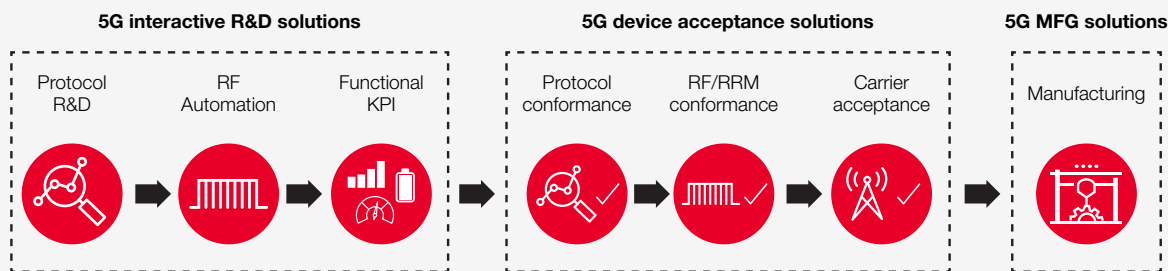 5G interactive R&D solutions
5G device acceptance solutions
5G MFG solutions
Protocol
R&D
RF
Automation
Functional
KPI
Protocol
conformance
RF/RRM
conformance
Carrier
acceptance
Manufacturing